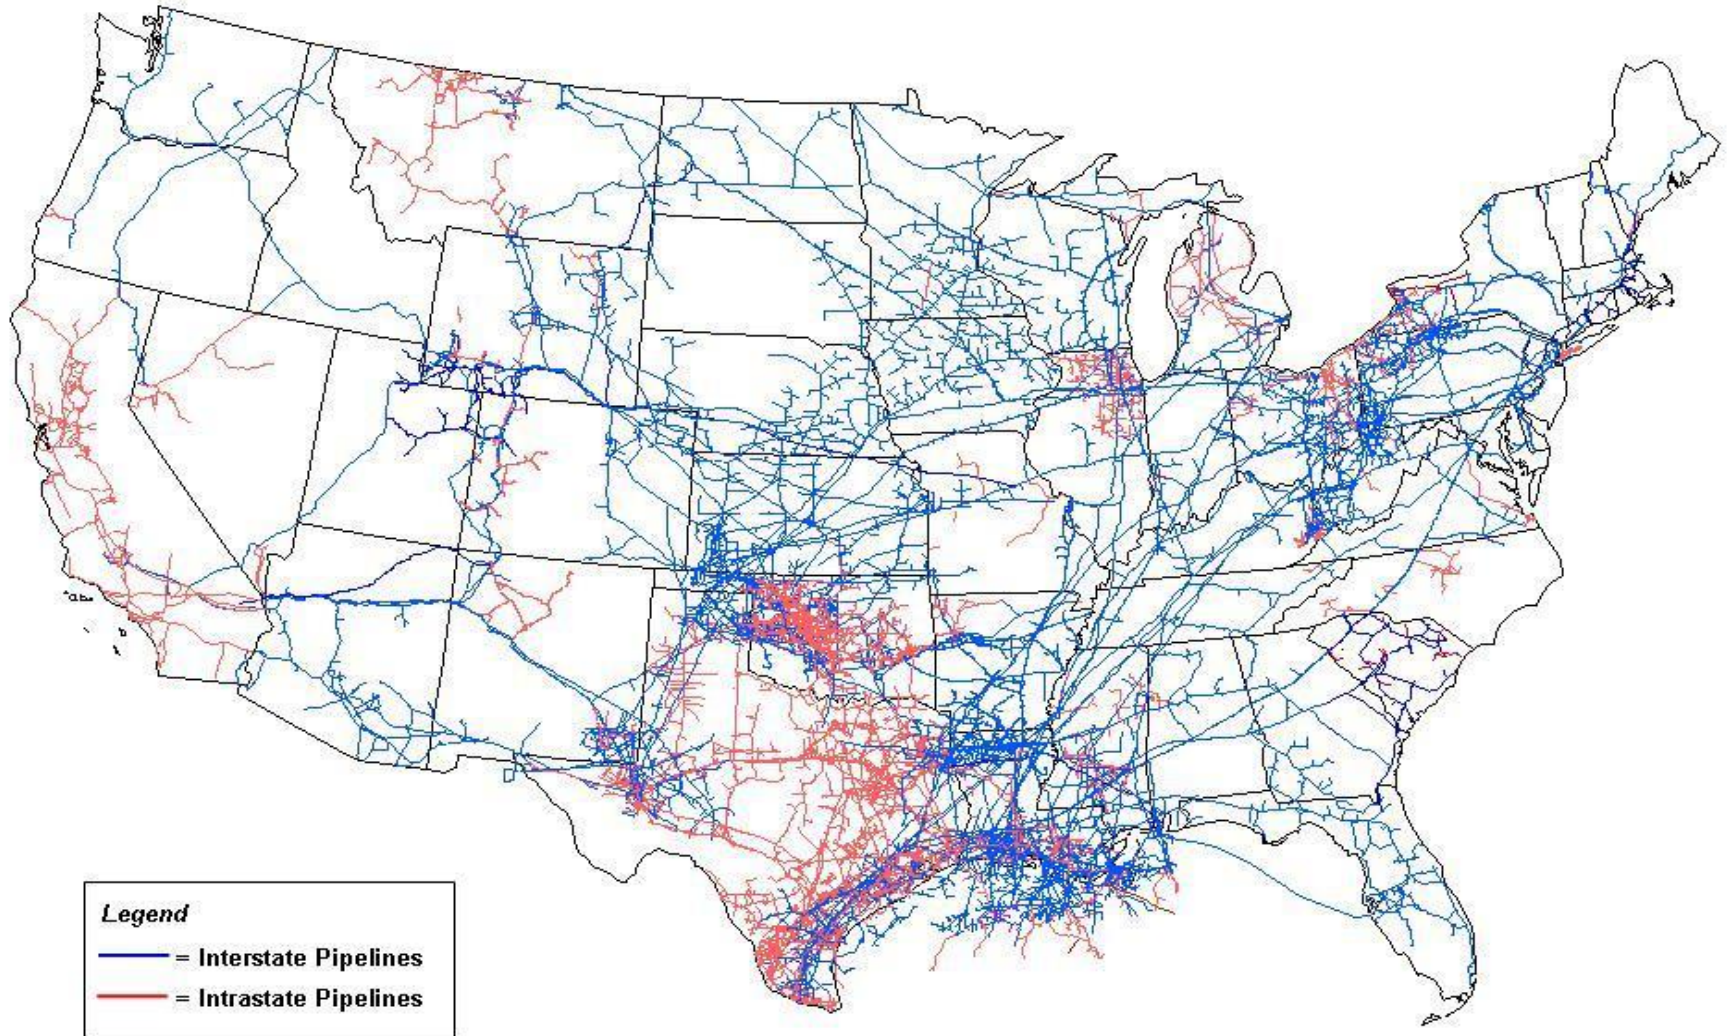 Legend
= Interstate Pipelines
= Intrastate Pipelines